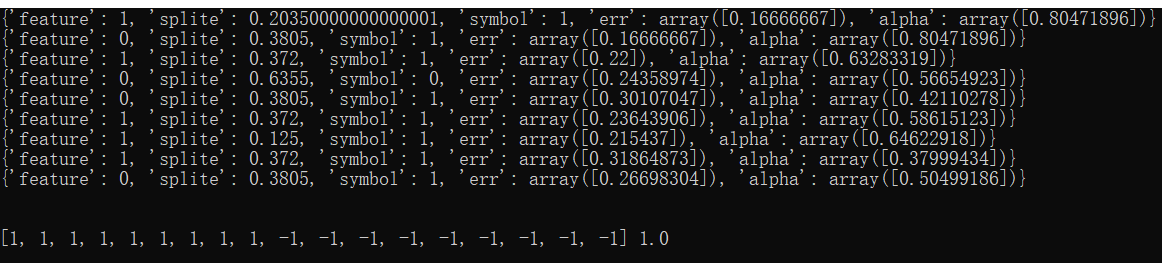 {'feature': 1, 'splite': 0.20350000000000001, 'symbol': 1, 'err': array([0.16666667]), 'alpha': array([0.80471896])}
{'feature': 0, 'splite': 0.3805, 'symbol': 1, 'err': array([0.16666667]), 'alpha': array([0.80471896])}
{'feature': 1, 'splite': 0.372, 'symbol': 1, 'err': array([0.22]), 'alpha': array([0.63283319])}
{'feature': 0, 'splite': 0.6355, 'symbol': 0, 'err': array([0.24358974]), 'alpha': array([0.56654923])}
{'feature': 0, 'splite': 0.3805, 'symbol': 1, 'err': array([0.30107047]), 'alpha': array([0.42110278])}
{'feature': 1, 'splite': 0.372, 'symbol': 1, 'err': array([0.23643906]), 'alpha': array([0.58615123])}
{'feature': 1, 'splite': 0.125, 'symbol': 1, 'err': array([0.215437]), 'alpha': array([0.64622918])}
{'feature': 1, 'splite': 0.372, 'symbol': 1, 'err': array([0.31864873]), 'alpha': array([0.37999434])}
{'feature': 0, 'splite': 0.3805, 'symbol': 1, 'err': array([0.26698304]), 'alpha': array([0.50499186])}
[1, 1, 1, 1, 1, 1, 1, 1, 1, -1, -1, -1, -1, -1, -1, -1, -1, -1] 1.0